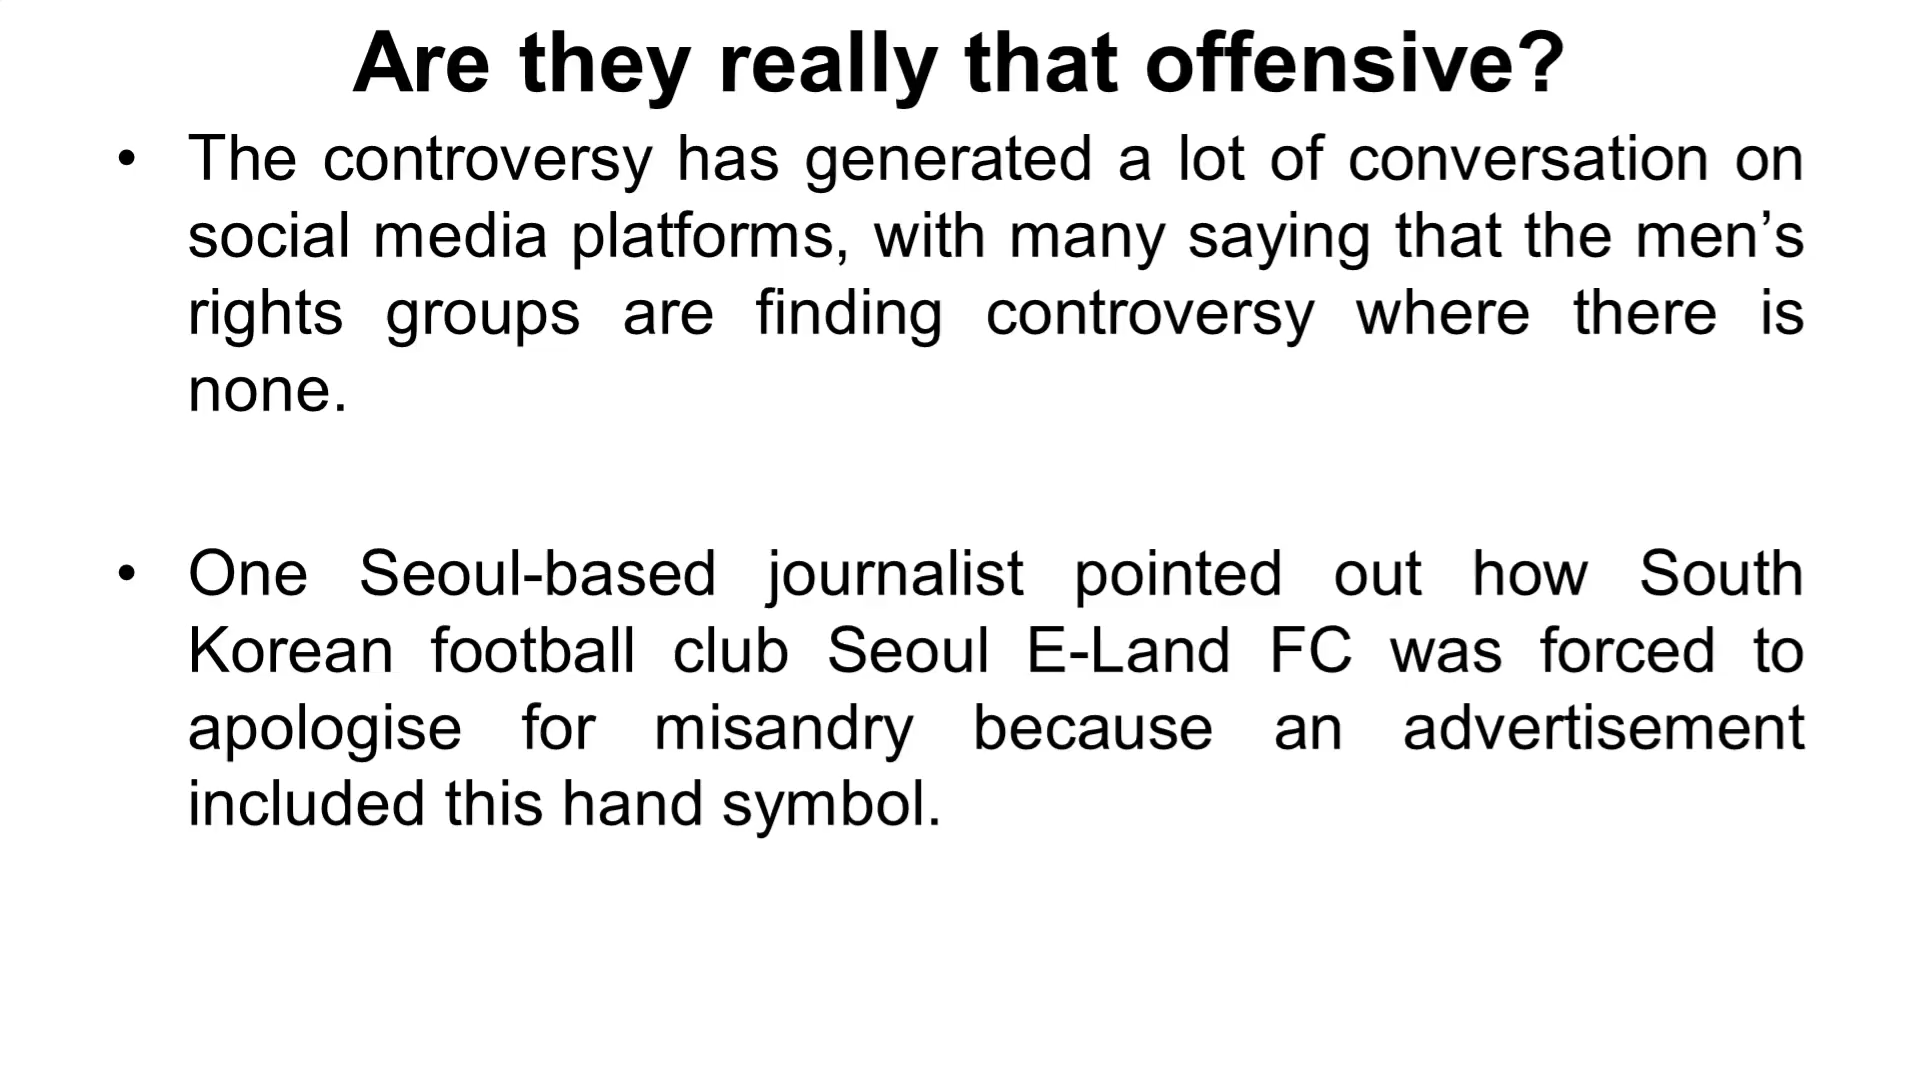 Are they really that offensive?
• The controversy has generated a lot of conversation on
social media platforms, with many saying that the men’s
rights groups are finding controversy where there is
none.
• One Seoul-based journalist pointed out how South
Korean football club Seoul E-Land FC was forced to
apologise for misandry because an advertisement
included this hand symbol.